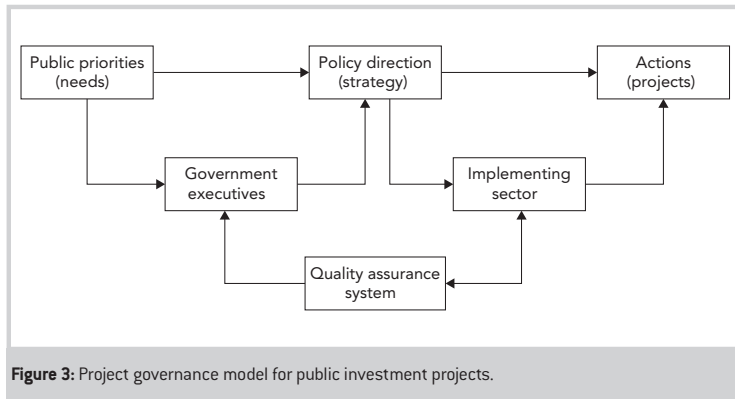 Public priorities
(needs)
Policy direction
(strategy)
Actions
(projects)
Government
executives
Implementing
sector
Quality assurance
system
Figure 3: Project governance model for public investment projects.